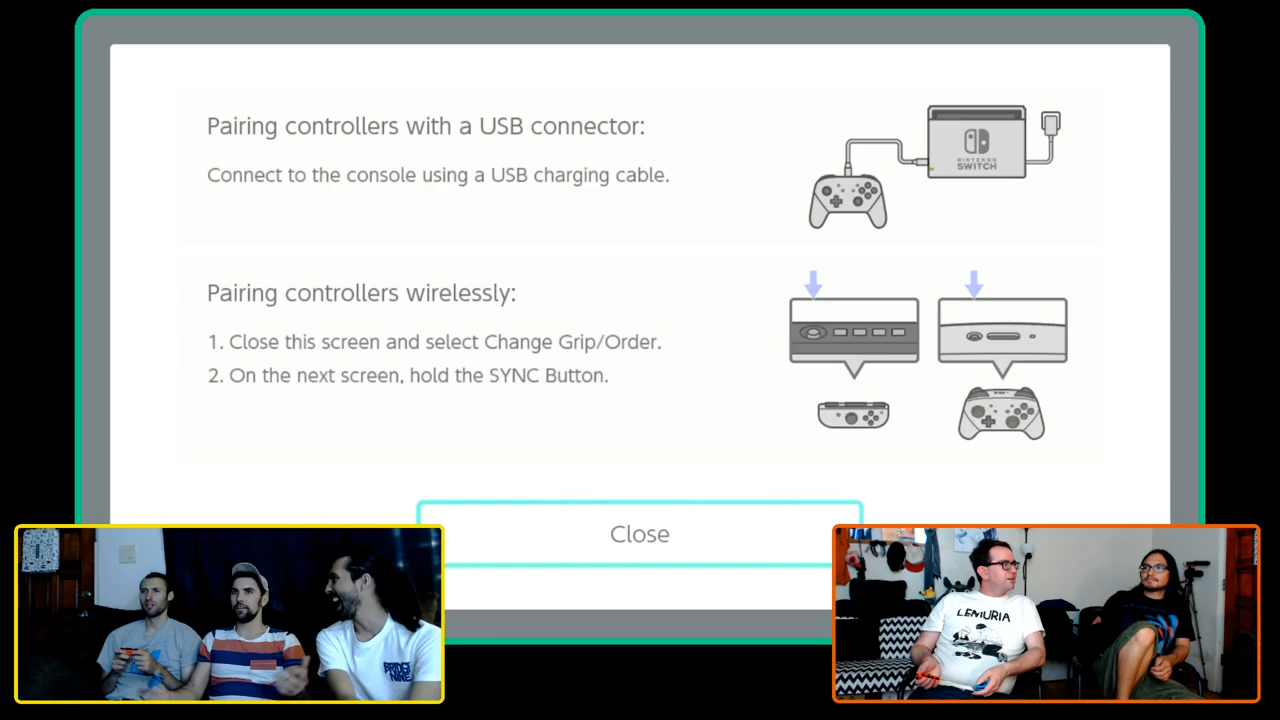 Pairing controllers with a USB connector:
Connect to the console using a USB charging cable.
NINTENDO
SWITCH
Pairing controllers wirelessly:
1. Close this screen and select Change Grip/Order.
2. On the next screen, hold the SYNC Button.
Close
LEMURIA
BRIDGE
NINE